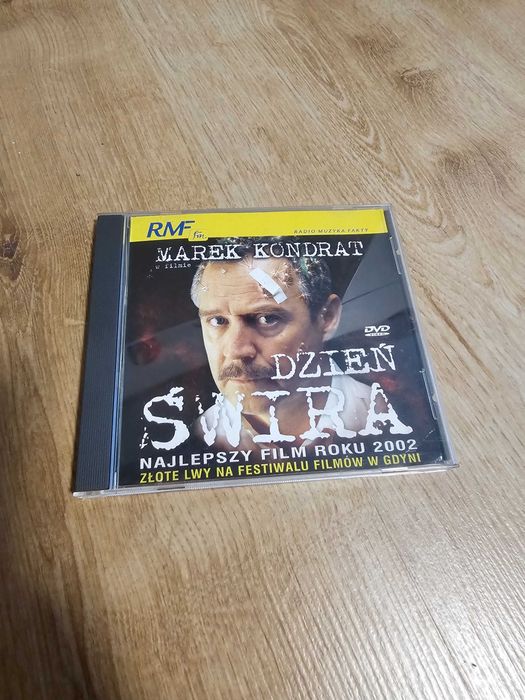 RMF fm
RADIO MUZYKA FAKTY
MAREK KONDRAT
w filmie
DVD
VIDEO
DZIEŃ
ŚWIRA
NAJLEPSZY FILM ROKU 2002
ZŁOTE LWY NA FESTIWALU FILMÓW W GDYNI